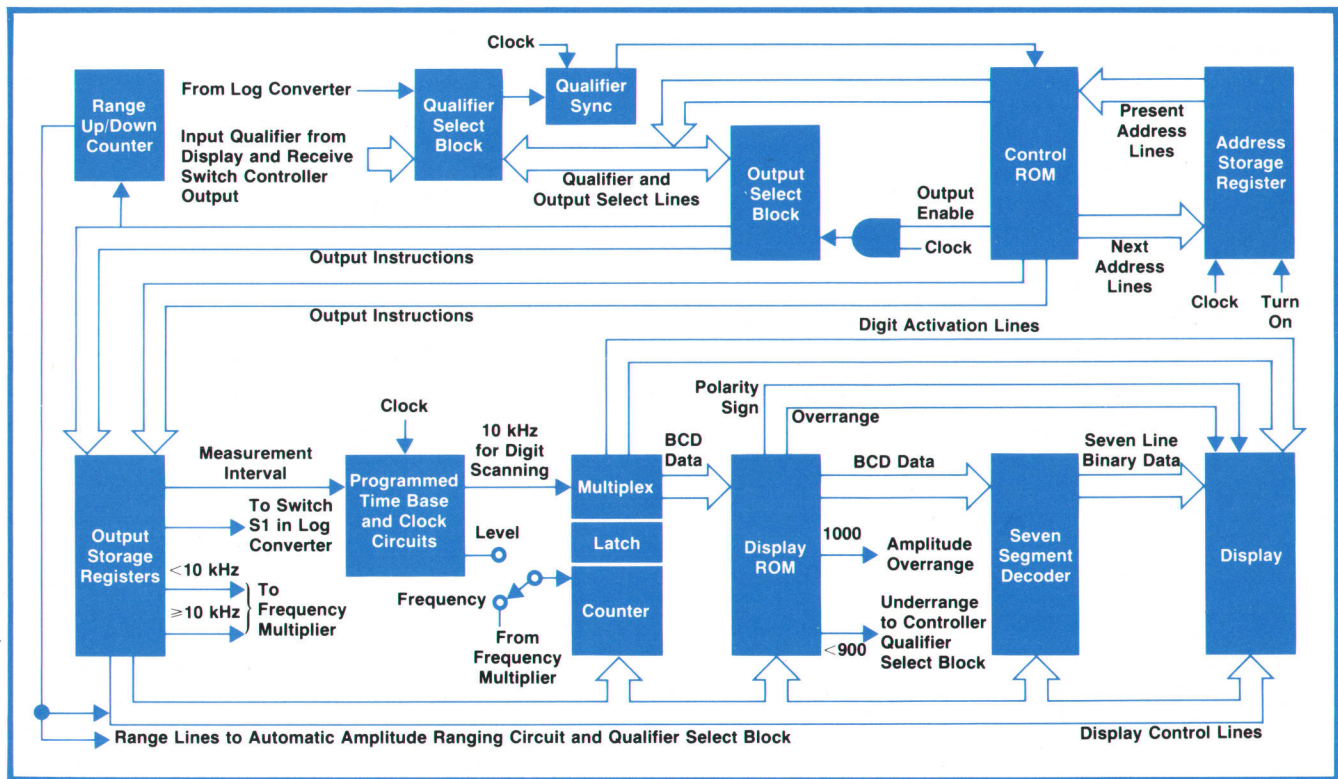 Clock
Range
Up/Down
Counter
From Log Converter
Input Qualifier from
Display and Receive
Switch Controller
Output
Qualifier
Select
Block
Qualifier
Sync
Qualifier and
Output Select Lines
Output
Select
Block
Output
Enable
Clock
Control
ROM
Present
Address
Lines
Next
Address
Lines
Address
Storage
Register
Clock
Turn
On
Output Instructions
Output Instructions
Digit Activation Lines
Output
Storage
Registers
Measurement
Interval
To Switch
S1 in Log
Converter
<10 kHz
≥10 kHz
To
Frequency
Multiplier
Clock
Programmed
Time Base
and Clock
Circuits
10 kHz
for Digit
Scanning
Level
Frequency
From
Frequency
Multiplier
Multiplex
Latch
Counter
BCD
Data
Polarity
Sign
Overrange
Display
ROM
BCD Data
1000
Amplitude
Overrange
<900
Underrange
to Controller
Qualifier
Select Block
Seven
Segment
Decoder
Seven Line
Binary Data
Display
Range Lines to Automatic Amplitude Ranging Circuit and Qualifier Select Block
Display Control Lines